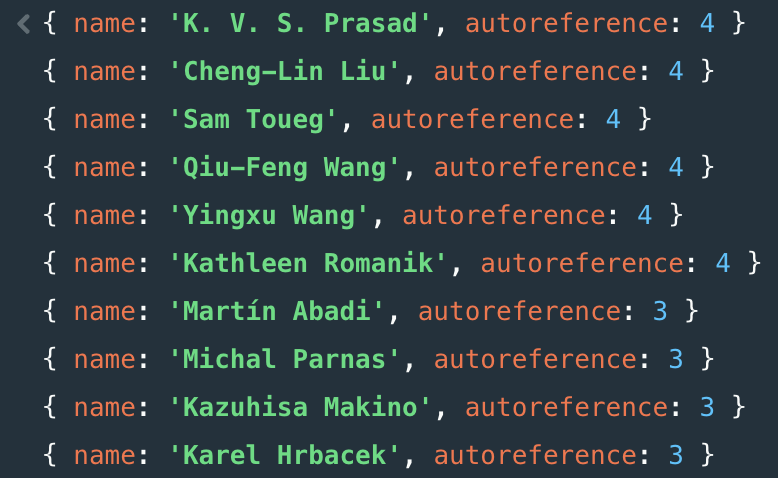 { name: 'K. V. S. Prasad', autoreference: 4 }
{ name: 'Cheng-Lin Liu', autoreference: 4 }
{ name: 'Sam Toueg', autoreference: 4 }
{ name: 'Qiu-Feng Wang', autoreference: 4 }
{ name: 'Yingxu Wang', autoreference: 4 }
{ name: 'Kathleen Romanik', autoreference: 4 }
{ name: 'Martín Abadi', autoreference: 3 }
{ name: 'Michal Parnas', autoreference: 3 }
{ name: 'Kazuhisa Makino', autoreference: 3 }
{ name: 'Karel Hrbacek', autoreference: 3 }